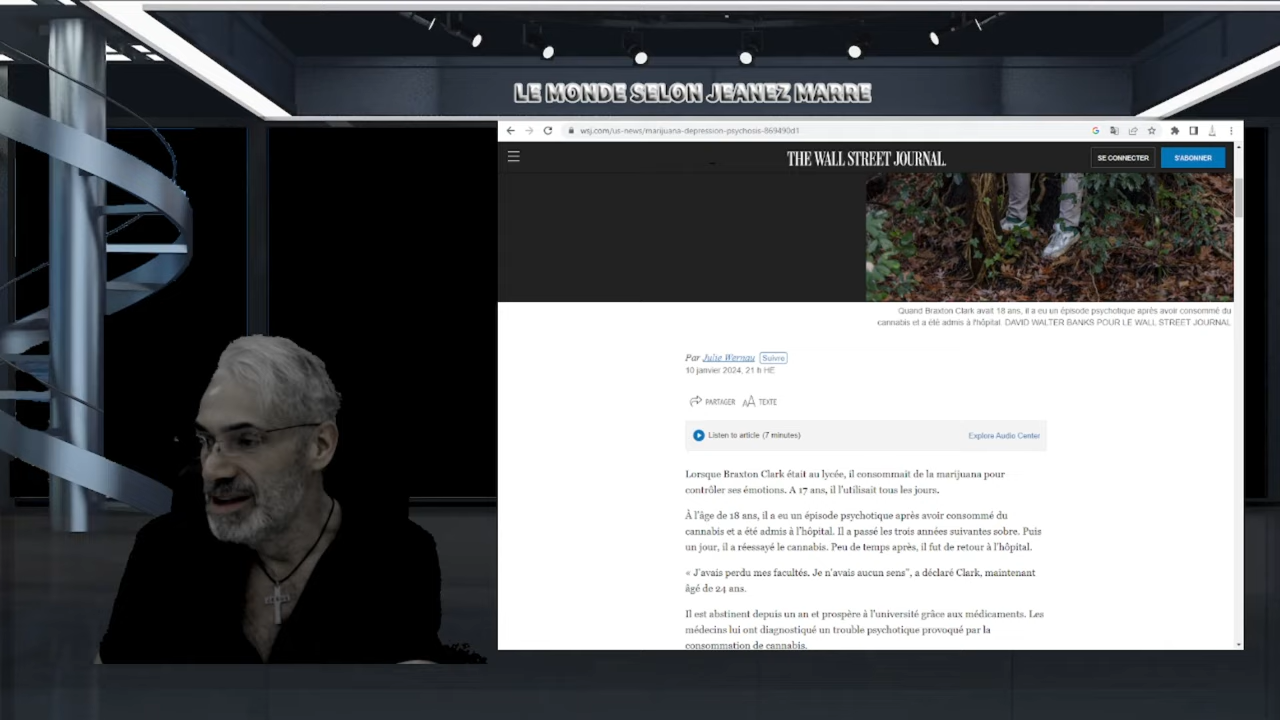 LE MONDE SELON JEANEZ MARRE
wsj.com/us-news/marijuana-depression-psychosis-869490d1
THE WALL STREET JOURNAL.
SE CONNECTER
S'ABONNER
Quand Braxton Clark avait 18 ans, il a eu un épisode psychotique après avoir consommé du
cannabis et a été admis à l'hôpital. DAVID WALTER BANKS POUR LE WALL STREET JOURNAL
Par Julie Wernau Suivre
10 janvier 2024, 21 h HE
PARTAGER AA TEXTE
Listen to article (7 minutes)
Explore Audio Center
Lorsque Braxton Clark était au lycée, il consommait de la marijuana pour
contrôler ses émotions. A 17 ans, il l'utilisait tous les jours.
À l'âge de 18 ans, il a eu un épisode psychotique après avoir consommé du
cannabis et a été admis à l'hôpital. Il a passé les trois années suivantes sobre. Puis
un jour, il a réessayé le cannabis. Peu de temps après, il fut de retour à l'hôpital.
« J'avais perdu mes facultés. Je n'avais aucun sens", a déclaré Clark, maintenant
âgé de 24 ans.
Il est abstinent depuis un an et prospère à l'université grâce aux médicaments. Les
médecins lui ont diagnostiqué un trouble psychotique provoqué par la
consommation de cannabis.